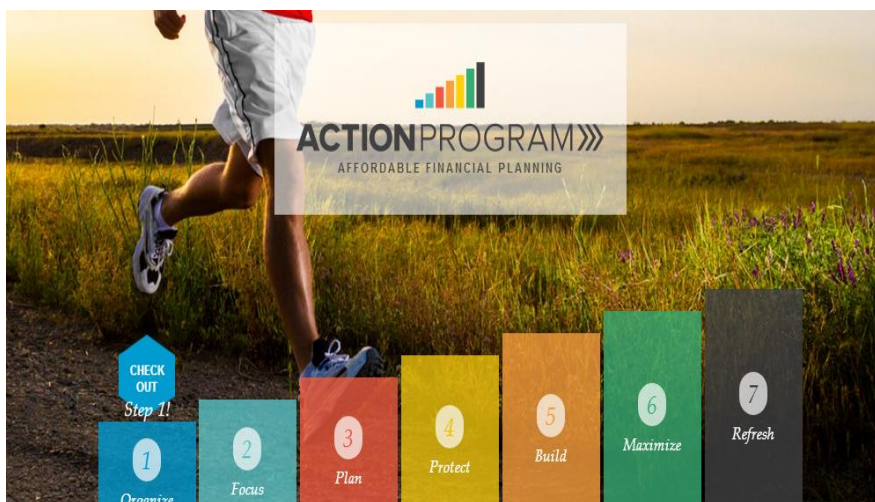 ACTIONPROGRAM
AFFORDABLE FINANCIAL PLANNING
CHECK
OUT
Step 1!
1
Organize
2
Focus
3
Plan
4
Protect
5
Build
6
Maximize
7
Refresh